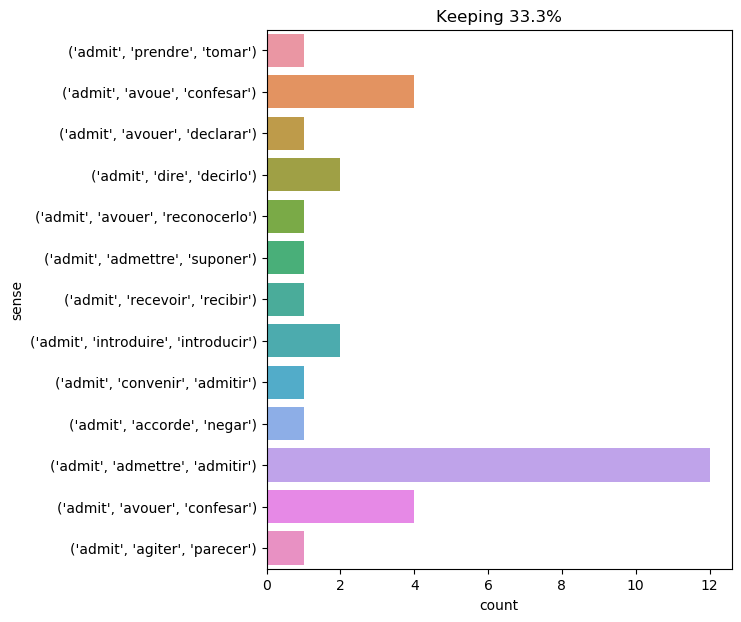 Keeping 33.3%
('admit', 'prendre', 'tomar')
('admit', 'avoue', 'confesar')
('admit', 'avouer', 'declarar')
('admit', 'dire', 'decirlo')
('admit', 'avouer', 'reconocerlo')
('admit', 'admettre', 'suponer')
('admit', 'recevoir', 'recibir')
('admit', 'introduire', 'introducir')
('admit', 'convenir', 'admitir')
('admit', 'accorde', 'negar')
('admit', 'admettre', 'admitir')
('admit', 'avouer', 'confesar')
('admit', 'agiter', 'parecer')
sense
0 2 4 6 8 10 12
count